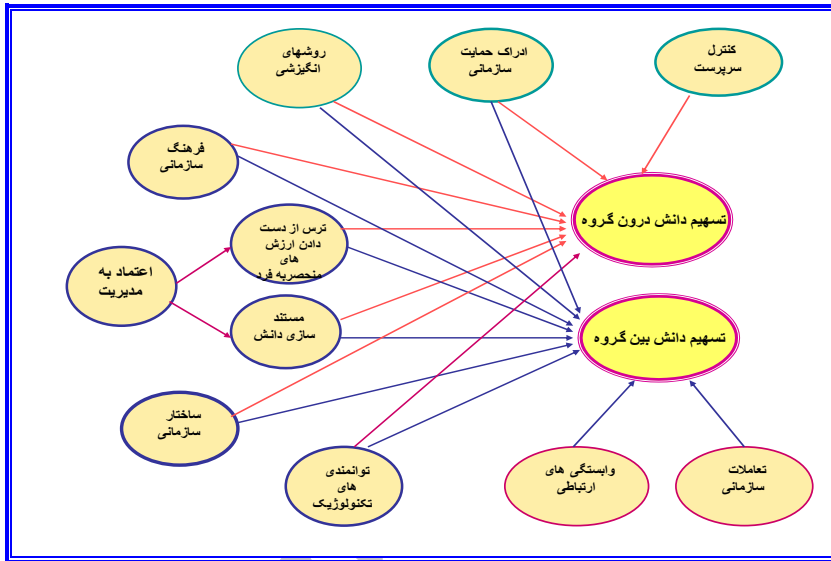 روشهای
انگیزشی
ادراک حمایت
سازمانی
کنترل
سرپرست
فرهنگ
سازمانی
تسهیم دانش درون گروه
ترس از دست
دادن ارزش
های
منحصربه فرد
اعتماد به
مدیریت
مستند
سازی دانش
تسهیم دانش بین گروه
ساختار
سازمانی
توانمندی
های
تکنولوژیک
وابستگی های
ارتباطی
تعاملات
سازمانی